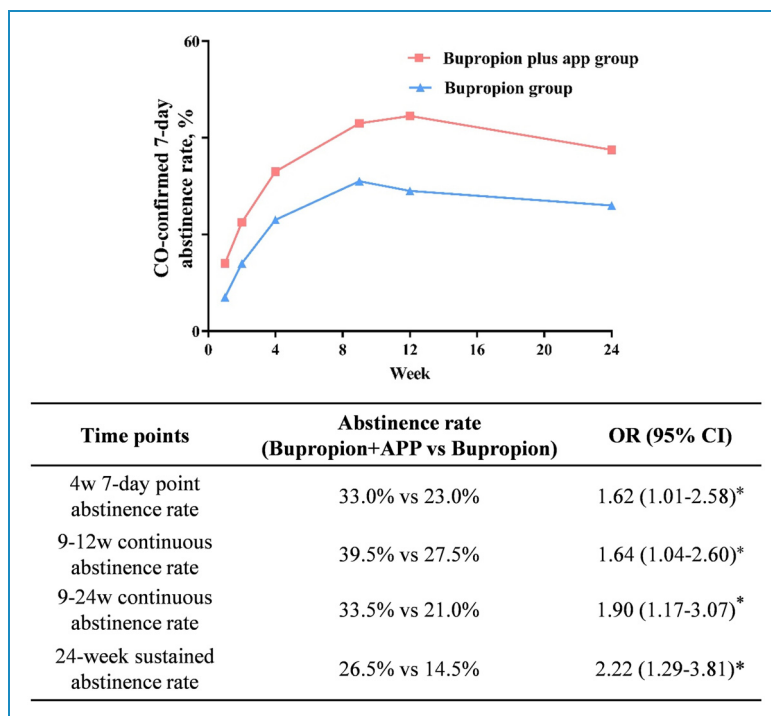 60
Bupropion plus app group
Bupropion group
CO-confirmed 7-day
abstinence rate, %
0
0 4 8 12 16 20 24
Week
Time points Abstinence rate (Bupropion+APP vs Bupropion) OR (95% CI)
4w 7-day point
abstinence rate
33.0% vs 23.0%
1.62 (1.01-2.58)*
9-12w continuous
abstinence rate
39.5% vs 27.5%
1.64 (1.04-2.60)*
9-24w continuous
abstinence rate
33.5% vs 21.0%
1.90 (1.17-3.07)*
24-week sustained
abstinence rate
26.5% vs 14.5%
2.22 (1.29-3.81)*